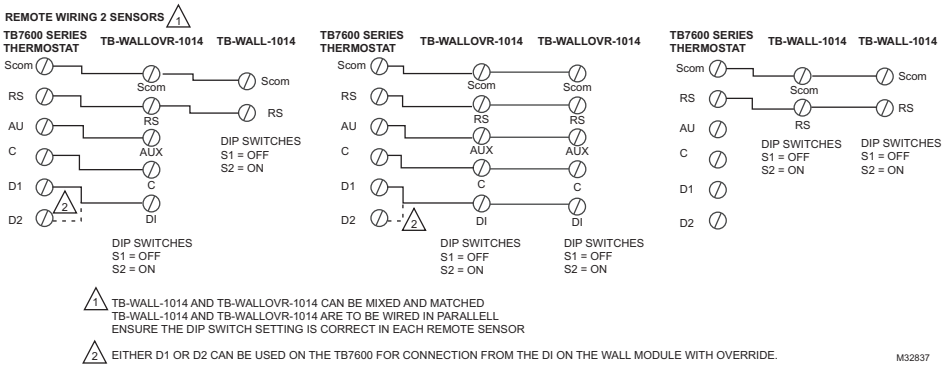 REMOTE WIRING 2 SENSORS 1
TB7600 SERIES
THERMOSTAT
TB-WALLOVR-1014
TB-WALL-1014
Scom
Scom
Scom
RS
RS
RS
AU
AUX
C
C
D1
DI
2
D2
DIP SWITCHES
S1 = OFF
S2 = ON
DIP SWITCHES
S1 = OFF
S2 = ON
TB7600 SERIES
THERMOSTAT
TB-WALLOVR-1014
TB-WALLOVR-1014
Scom
Scom
Scom
RS
RS
RS
AU
AUX
AUX
C
C
C
D1
DI
DI
D2
2
DIP SWITCHES
S1 = OFF
S2 = ON
DIP SWITCHES
S1 = OFF
S2 = ON
TB7600 SERIES
THERMOSTAT
TB-WALL-1014
TB-WALL-1014
Scom
Scom
Scom
RS
RS
RS
AU
C
D1
D2
DIP SWITCHES
S1 = OFF
S2 = ON
DIP SWITCHES
S1 = OFF
S2 = ON
1 TB-WALL-1014 AND TB-WALLOVR-1014 CAN BE MIXED AND MATCHED
TB-WALL-1014 AND TB-WALLOVR-1014 ARE TO BE WIRED IN PARALLELL
ENSURE THE DIP SWITCH SETTING IS CORRECT IN EACH REMOTE SENSOR
2 EITHER D1 OR D2 CAN BE USED ON THE TB7600 FOR CONNECTION FROM THE DI ON THE WALL MODULE WITH OVERRIDE.
M32837